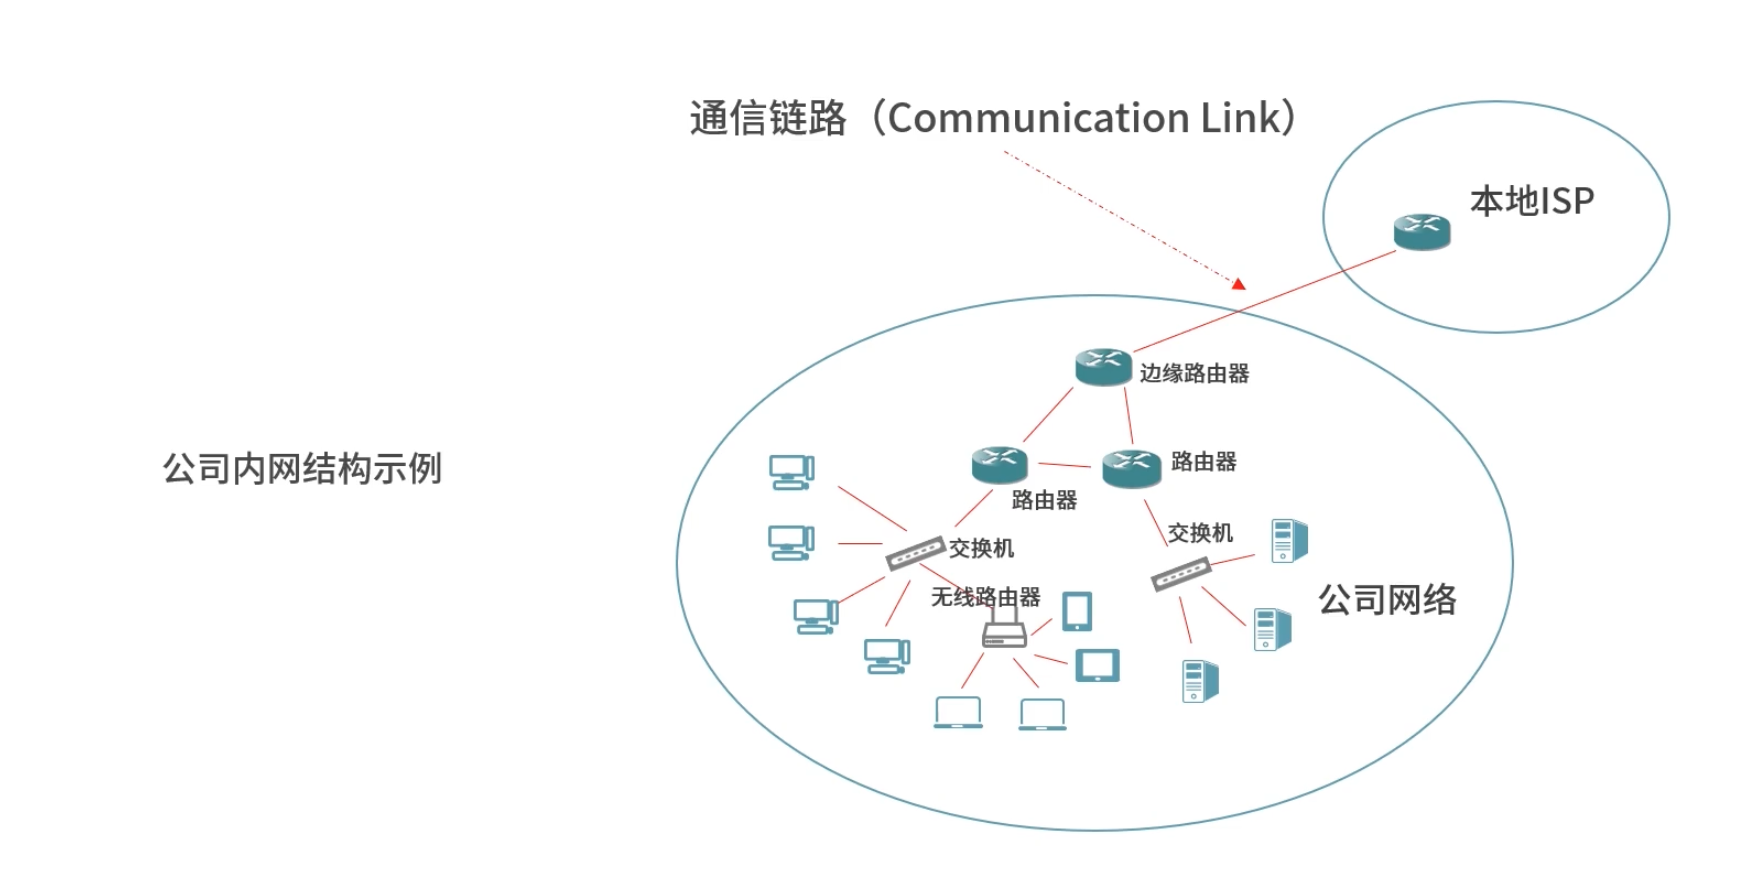 通信链路（Communication Link）
本地ISP
边缘路由器
路由器
路由器
交换机
交换机
无线路由器
公司网络
公司内网结构示例